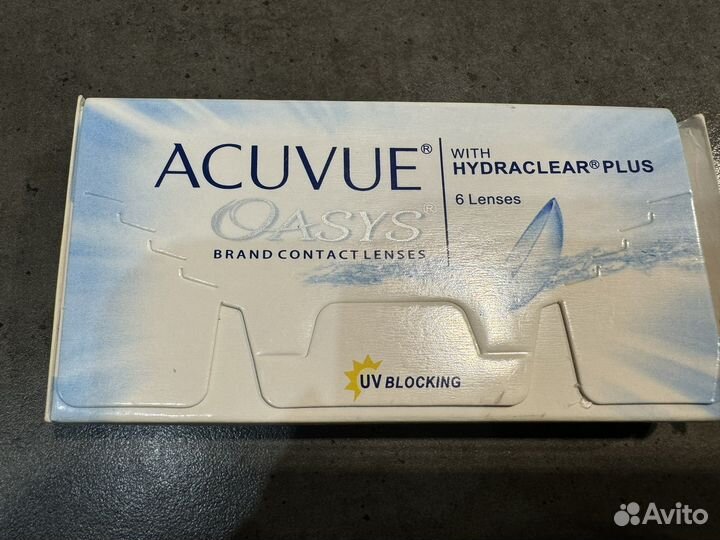 ACUVUE®
OASYS®
BRAND CONTACT LENSES
WITH
HYDRACLEAR® PLUS
6 Lenses
UV BLOCKING
Avito